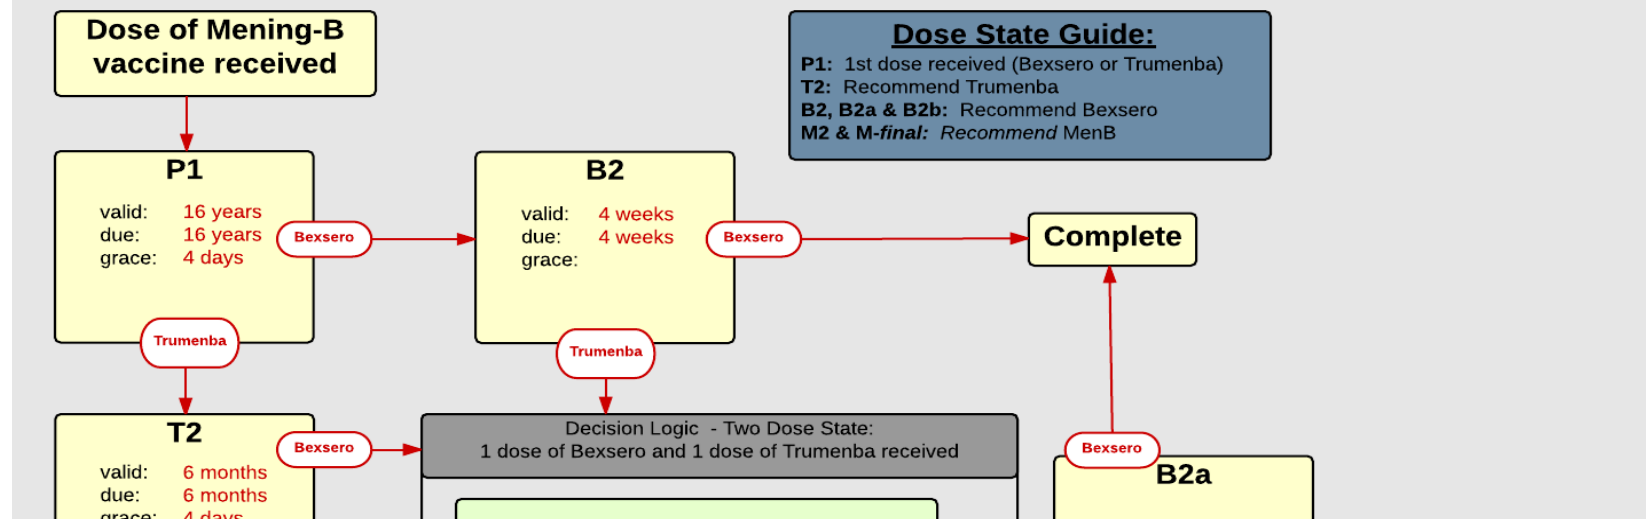 Dose of Mening-B
vaccine received
Dose State Guide:
P1: 1st dose received (Bexsero or Trumenba)
T2: Recommend Trumenba
B2, B2a & B2b: Recommend Bexsero
M2 & M-final: Recommend MenB
P1
valid: 16 years
due: 16 years
grace: 4 days
Bexsero
Trumenba
B2
valid: 4 weeks
due: 4 weeks
grace:
Bexsero
Trumenba
Complete
T2
valid: 6 months
due: 6 months
grace: 4 days
Bexsero
Decision Logic - Two Dose State:
1 dose of Bexsero and 1 dose of Trumenba received
Bexsero
B2a